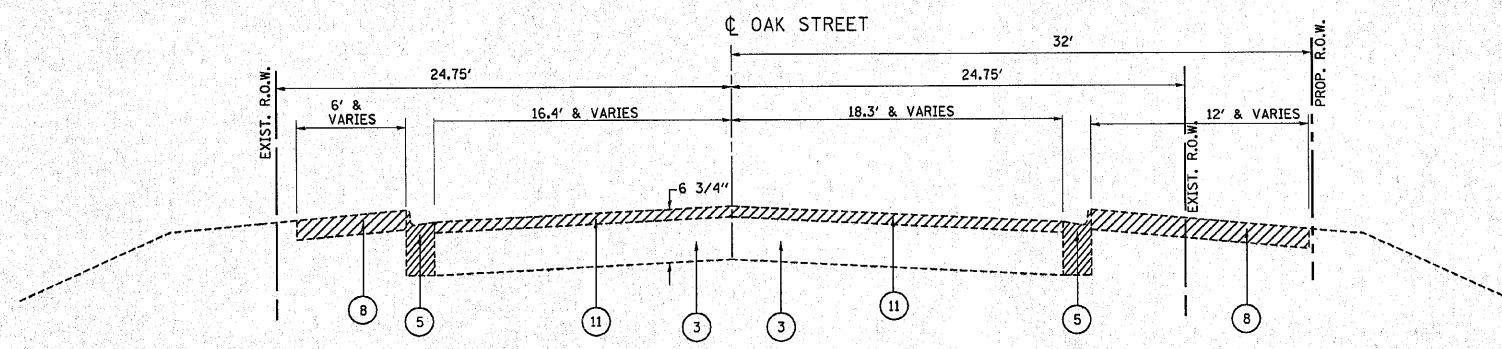 ℄ OAK STREET
32'
24.75'
24.75'
6' &
VARIES
16.4' & VARIES
18.3' & VARIES
12' & VARIES
EXIST. R.O.W.
EXIST. R.O.W.
PROP. R.O.W.
6 3/4"
8
5
11
3
3
11
5
8